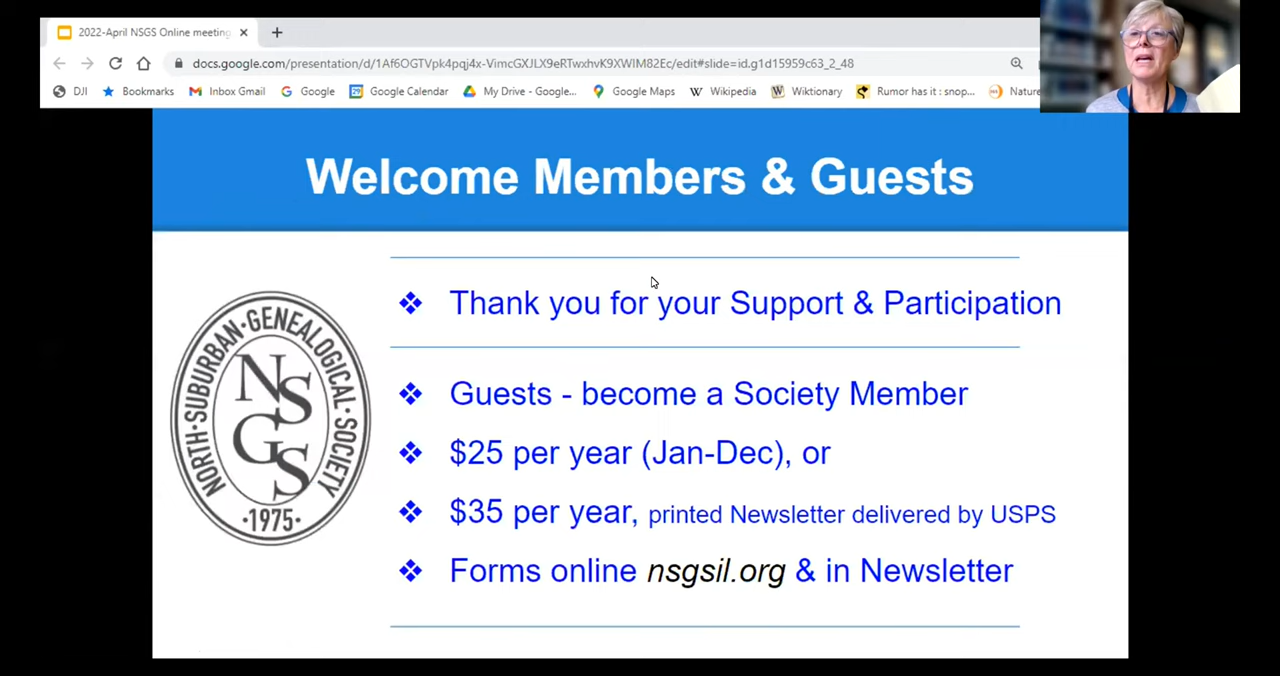 2022-April NSGS Online meeting
docs.google.com/presentation/d/1Af6OGTVpk4pqj4x-VimcGXJLX9eRTwxhvK9XWIM82Ec/edit#slide=id.g1d15959c63_2_48
DJI Bookmarks Inbox Gmail Google Google Calendar My Drive - Google... Google Maps Wikipedia Wiktionary Rumor has it : snop... Nature
Welcome Members & Guests
Thank you for your Support & Participation
Guests - become a Society Member
$25 per year (Jan-Dec), or
$35 per year, printed Newsletter delivered by USPS
Forms online nsgsil.org & in Newsletter
NORTH·SUBURBAN·GENEALOGICAL·SOCIETY
NSGS
·1975·